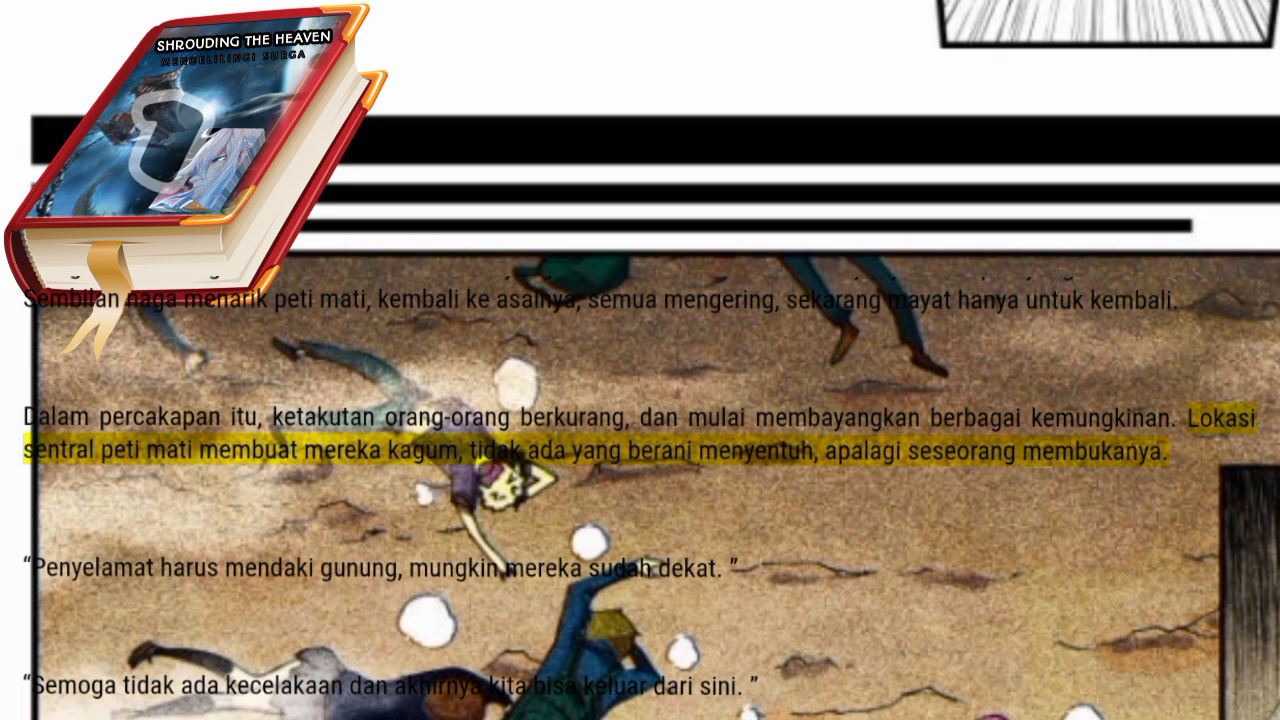 SHROUDING THE HEAVEN
MENGELILINGI SURGA
Sembilan naga menarik peti mati, kembali ke asalnya, semua mengering, sekarang mayat hanya untuk kembali.
Dalam percakapan itu, ketakutan orang-orang berkurang, dan mulai membayangkan berbagai kemungkinan. Lokasi
sentral peti mati membuat mereka kagum, tidak ada yang berani menyentuh, apalagi seseorang membukanya.
“Penyelamat harus mendaki gunung, mungkin mereka sudah dekat. ”
“Semoga tidak ada kecelakaan dan akhirnya kita bisa keluar dari sini. ”